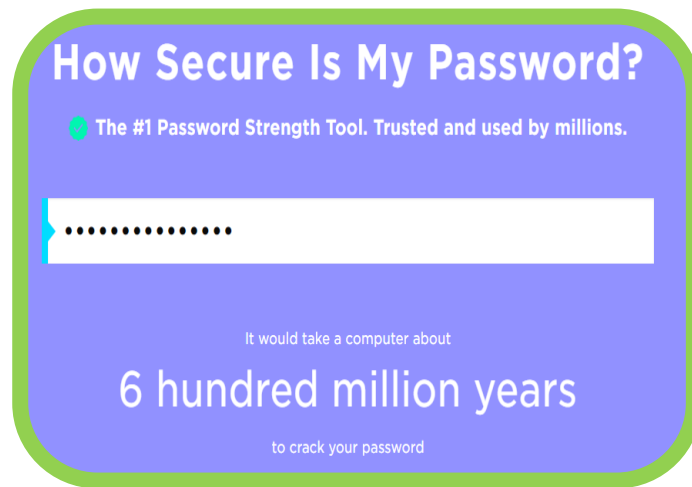 How Secure Is My Password?
The #1 Password Strength Tool. Trusted and used by millions.
•••••••••••••••
It would take a computer about
6 hundred million years
to crack your password